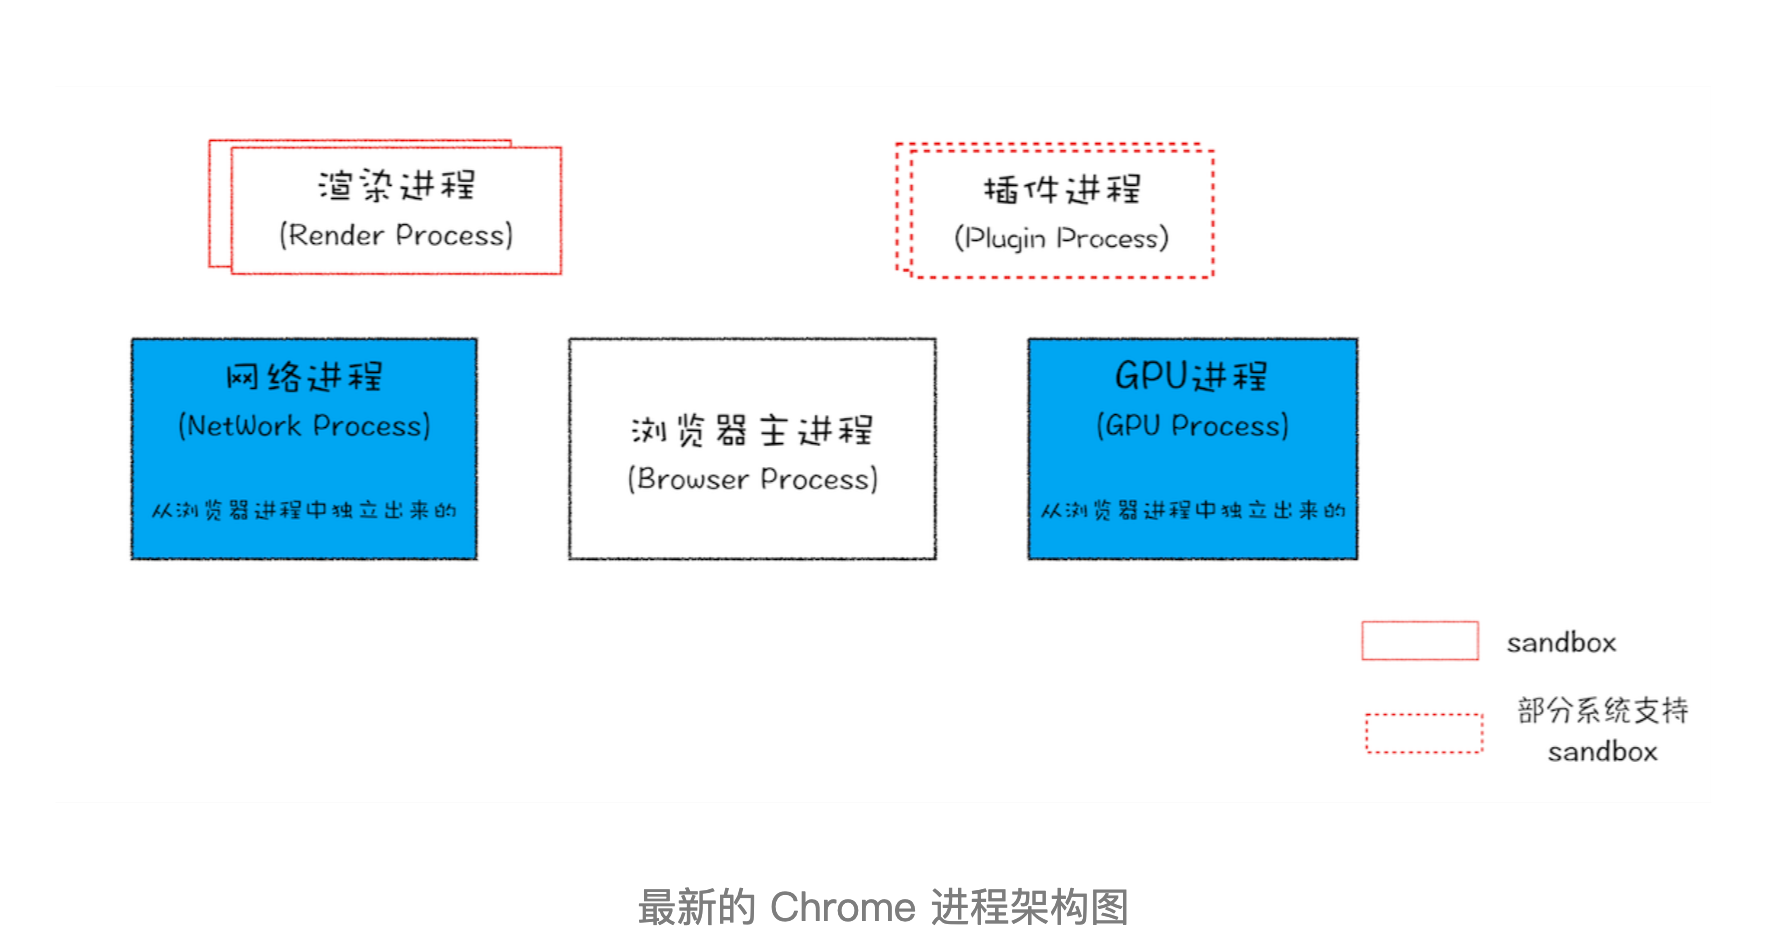 渲染进程
(Render Process)
插件进程
(Plugin Process)
网络进程
(NetWork Process)
从浏览器进程中独立出来的
浏览器主进程
(Browser Process)
GPU进程
(GPU Process)
从浏览器进程中独立出来的
sandbox
部分系统支持
sandbox
最新的 Chrome 进程架构图